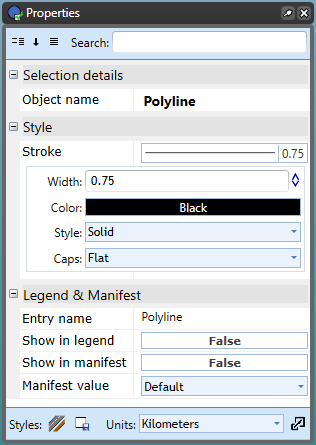 Properties
Search:
Selection details
Object name Polyline
Style
Stroke 0.75
Width: 0.75
Color: Black
Style: Solid
Caps: Flat
Legend & Manifest
Entry name Polyline
Show in legend False
Show in manifest False
Manifest value Default
Styles: Units: Kilometers